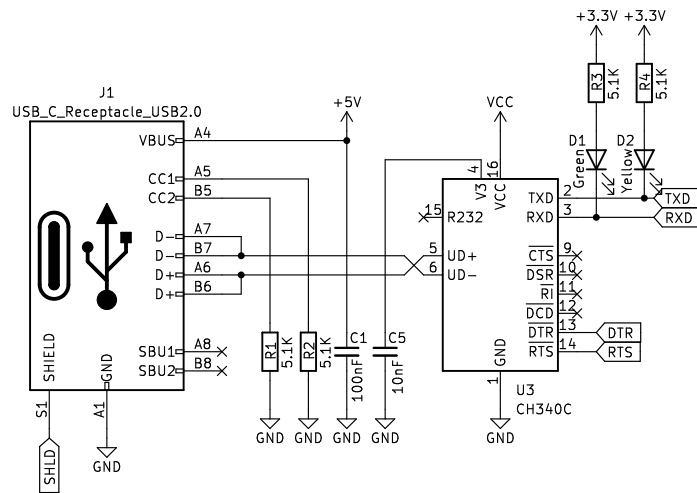 +3.3V +3.3V
R3 5.1K R4 5.1K
J1
USB_C_Receptacle_USB2.0
+5V VCC
VBUS A4
D1 D2
Green Yellow
CC1 A5
CC2 B5
4 16
V3 VCC
TXD 2 TXD
RXD 3 RXD
15 R232
D- A7
D- B7
D+ A6
D+ B6
5 UD+
6 UD-
CTS 9
DSR 10
RI 11
DCD 12
DTR 13 DTR
RTS 14 RTS
SBU1 A8
SBU2 B8
R1 5.1K R2 5.1K
C1 C5
100nF 10nF
SHIELD GND
GND
S1 A1
1
U3
CH340C
GND GND GND GND GND
SHLD GND